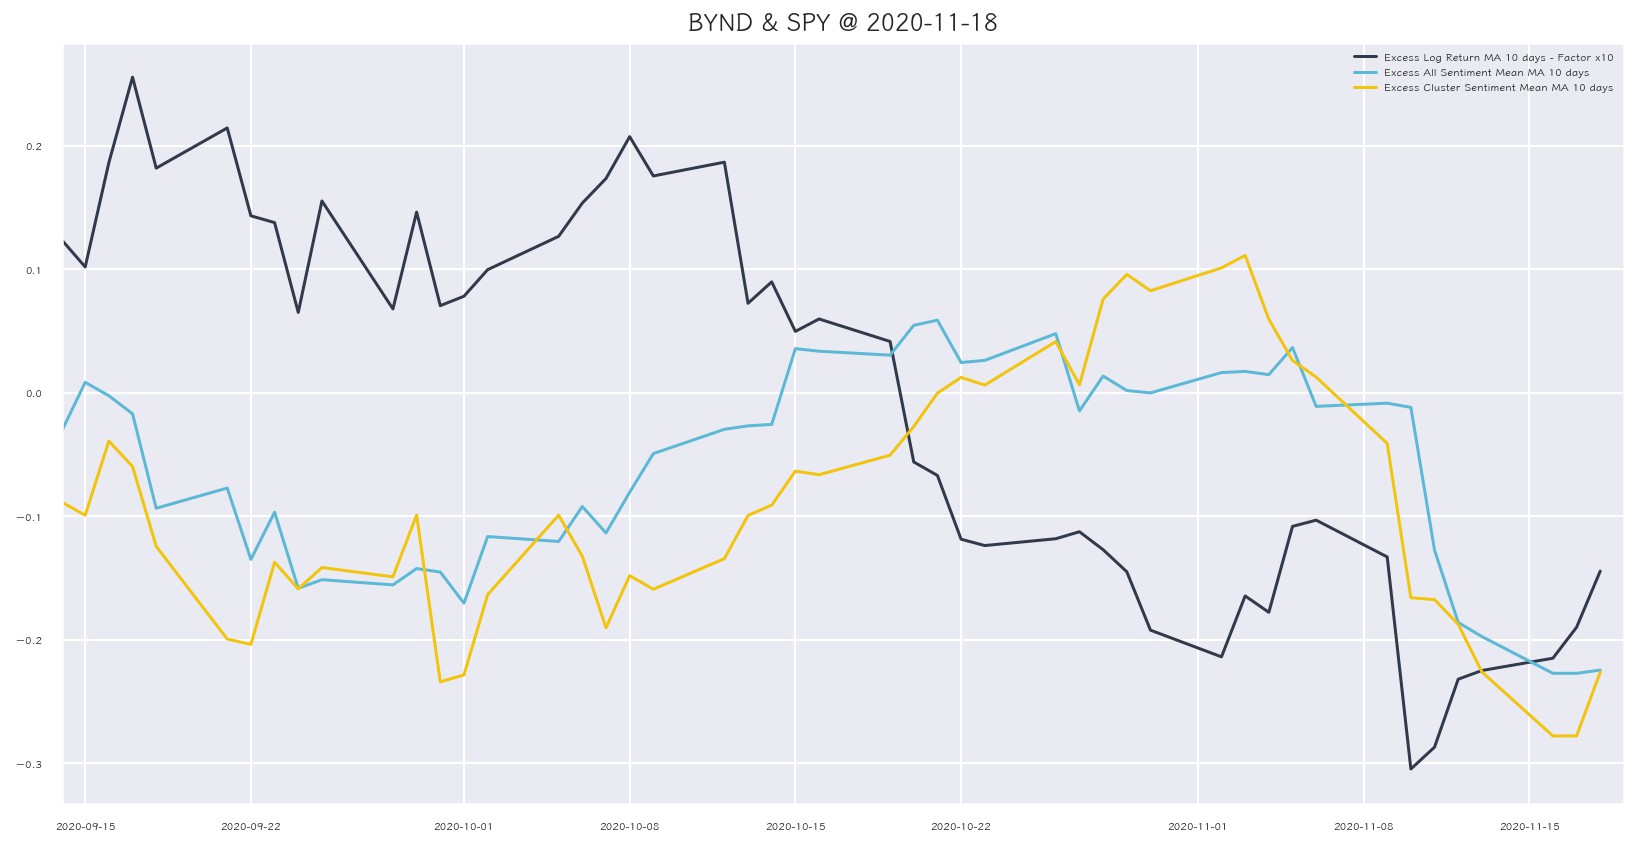 BYND & SPY @ 2020-11-18
Excess Log Return MA 10 days - Factor x10
Excess All Sentiment Mean MA 10 days
Excess Cluster Sentiment Mean MA 10 days
0.2
0.1
0.0
−0.1
−0.2
−0.3
2020-09-15 2020-09-22 2020-10-01 2020-10-08 2020-10-15 2020-10-22 2020-11-01 2020-11-08 2020-11-15